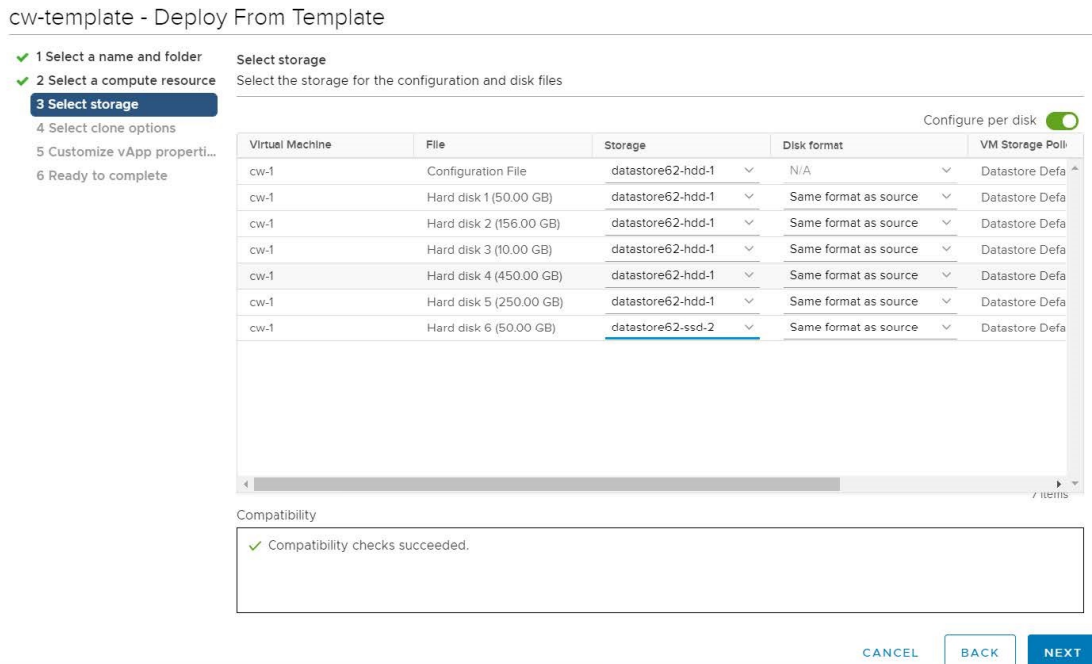 cw-template - Deploy From Template
1 Select a name and folder
2 Select a compute resource
3 Select storage
4 Select clone options
5 Customize vApp properti...
6 Ready to complete
Select storage
Select the storage for the configuration and disk files
Configure per disk
Virtual Machine File Storage Disk format VM Storage Poli
cw-1 Configuration File datastore62-hdd-1 N/A Datastore Defa
cw-1 Hard disk 1 (50.00 GB) datastore62-hdd-1 Same format as source Datastore Defa
cw-1 Hard disk 2 (156.00 GB) datastore62-hdd-1 Same format as source Datastore Defa
cw-1 Hard disk 3 (10.00 GB) datastore62-hdd-1 Same format as source Datastore Defa
cw-1 Hard disk 4 (450.00 GB) datastore62-hdd-1 Same format as source Datastore Defa
cw-1 Hard disk 5 (250.00 GB) datastore62-hdd-1 Same format as source Datastore Defa
cw-1 Hard disk 6 (50.00 GB) datastore62-ssd-2 Same format as source Datastore Defa
7 items
Compatibility
Compatibility checks succeeded.
CANCEL BACK NEXT